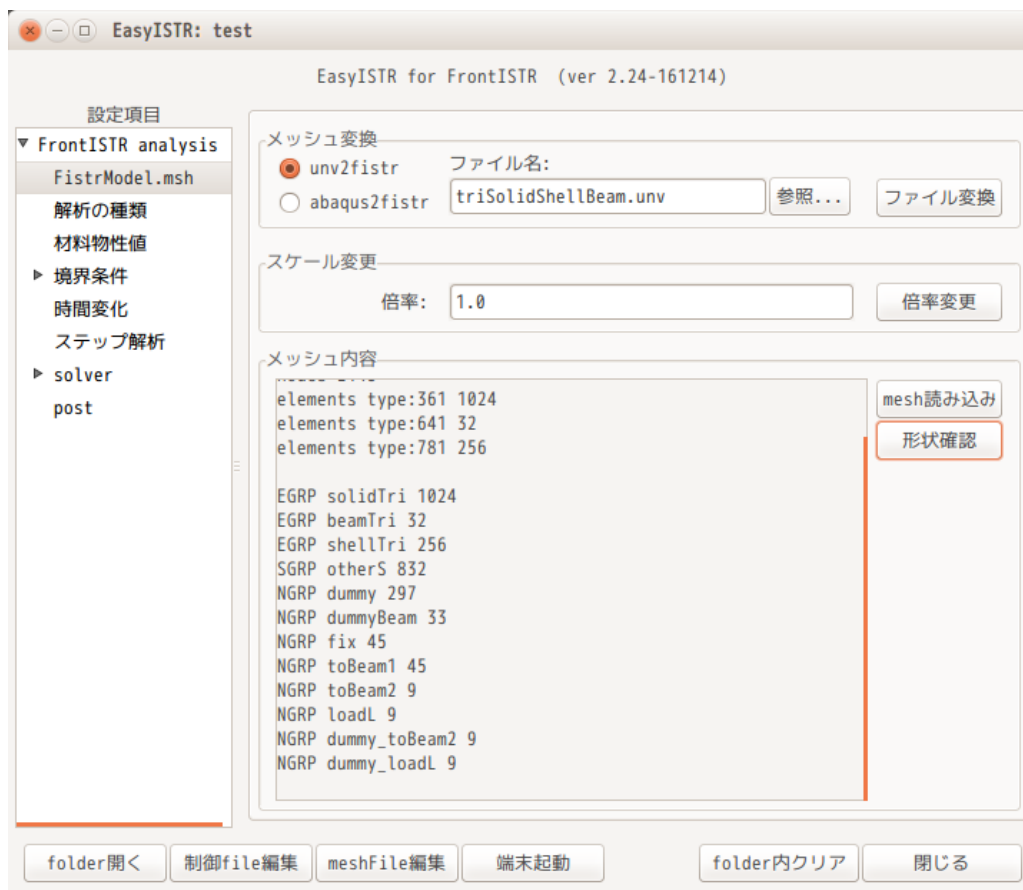 EasyISTR: test
EasyISTR for FrontISTR (ver 2.24-161214)
設定項目
FrontISTR analysis
FistrModel.msh
解析の種類
材料物性値
境界条件
時間変化
ステップ解析
solver
post
メッシュ変換
unv2fistr
abaqus2fistr
ファイル名:
triSolidShellBeam.unv
参照...
ファイル変換
スケール変更
倍率:
1.0
倍率変更
メッシュ内容
elements type:361 1024
elements type:641 32
elements type:781 256
EGRP solidTri 1024
EGRP beamTri 32
EGRP shellTri 256
SGRP otherS 832
NGRP dummy 297
NGRP dummyBeam 33
NGRP fix 45
NGRP toBeam1 45
NGRP toBeam2 9
NGRP loadL 9
NGRP dummy_toBeam2 9
NGRP dummy_loadL 9
mesh読み込み
形状確認
folder開く
制御file編集
meshFile編集
端末起動
folder内クリア
閉じる